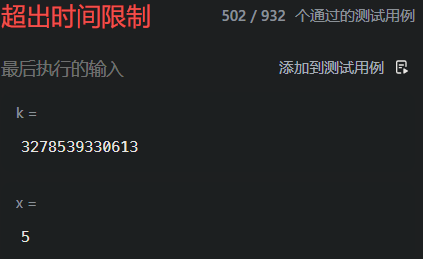 超出时间限制 502 / 932 个通过的测试用例
最后执行的输入 添加到测试用例
k =
3278539330613
x =
5